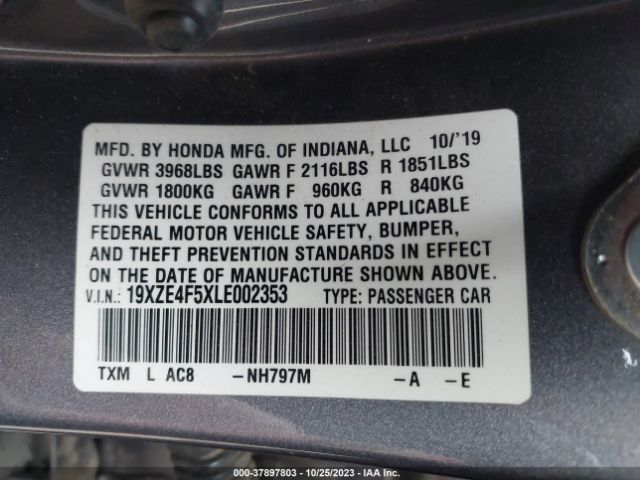 MFD. BY HONDA MFG. OF INDIANA, LLC 10/'19
GVWR 3968LBS GAWR F 2116LBS R 1851LBS
GVWR 1800KG GAWR F 960KG R 840KG
THIS VEHICLE CONFORMS TO ALL APPLICABLE
FEDERAL MOTOR VEHICLE SAFETY, BUMPER,
AND THEFT PREVENTION STANDARDS IN EFFECT
ON THE DATE OF MANUFACTURE SHOWN ABOVE.
V.I.N.: 19XZE4F5XLE002353 TYPE: PASSENGER CAR
TXM L AC8 -NH797M -A -E
000-37897803 - 10/25/2023 - IAA Inc.